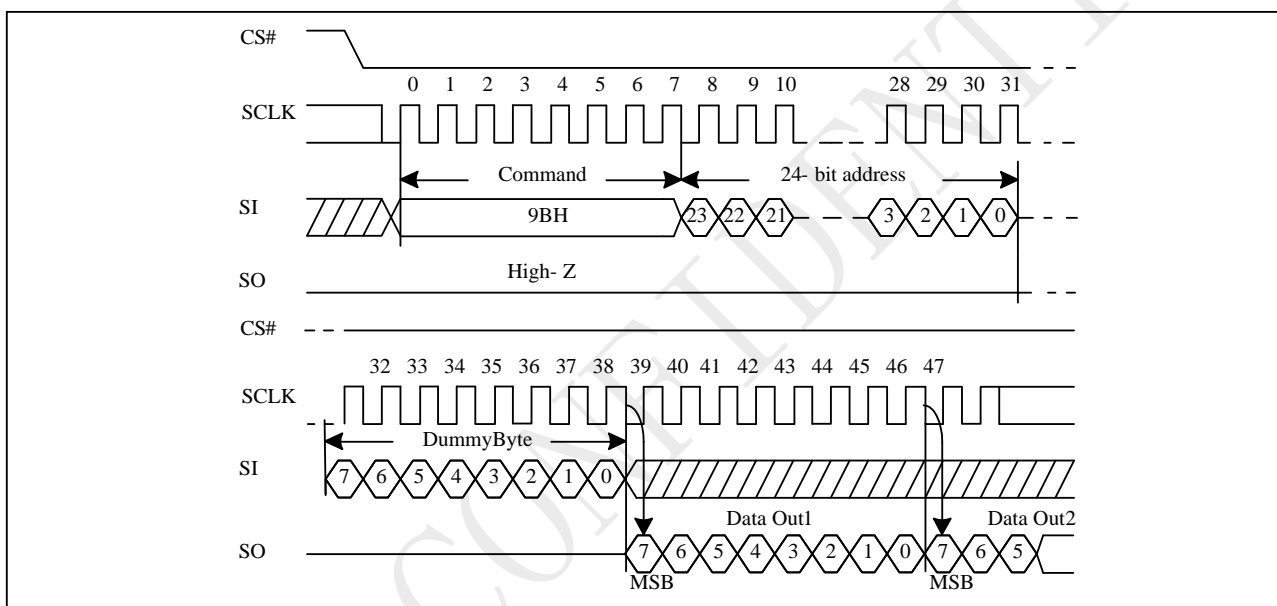 CS#
0 1 2 3 4 5 6 7 8 9 10 28 29 30 31
SCLK
Command 24- bit address
SI 9BH 23 22 21 3 2 1 0
High- Z
SO
CS#
32 33 34 35 36 37 38 39 40 41 42 43 44 45 46 47
SCLK
DummyByte
SI 7 6 5 4 3 2 1 0
Data Out1 Data Out2
SO 7 6 5 4 3 2 1 0 7 6 5
MSB MSB
CONFIDENT